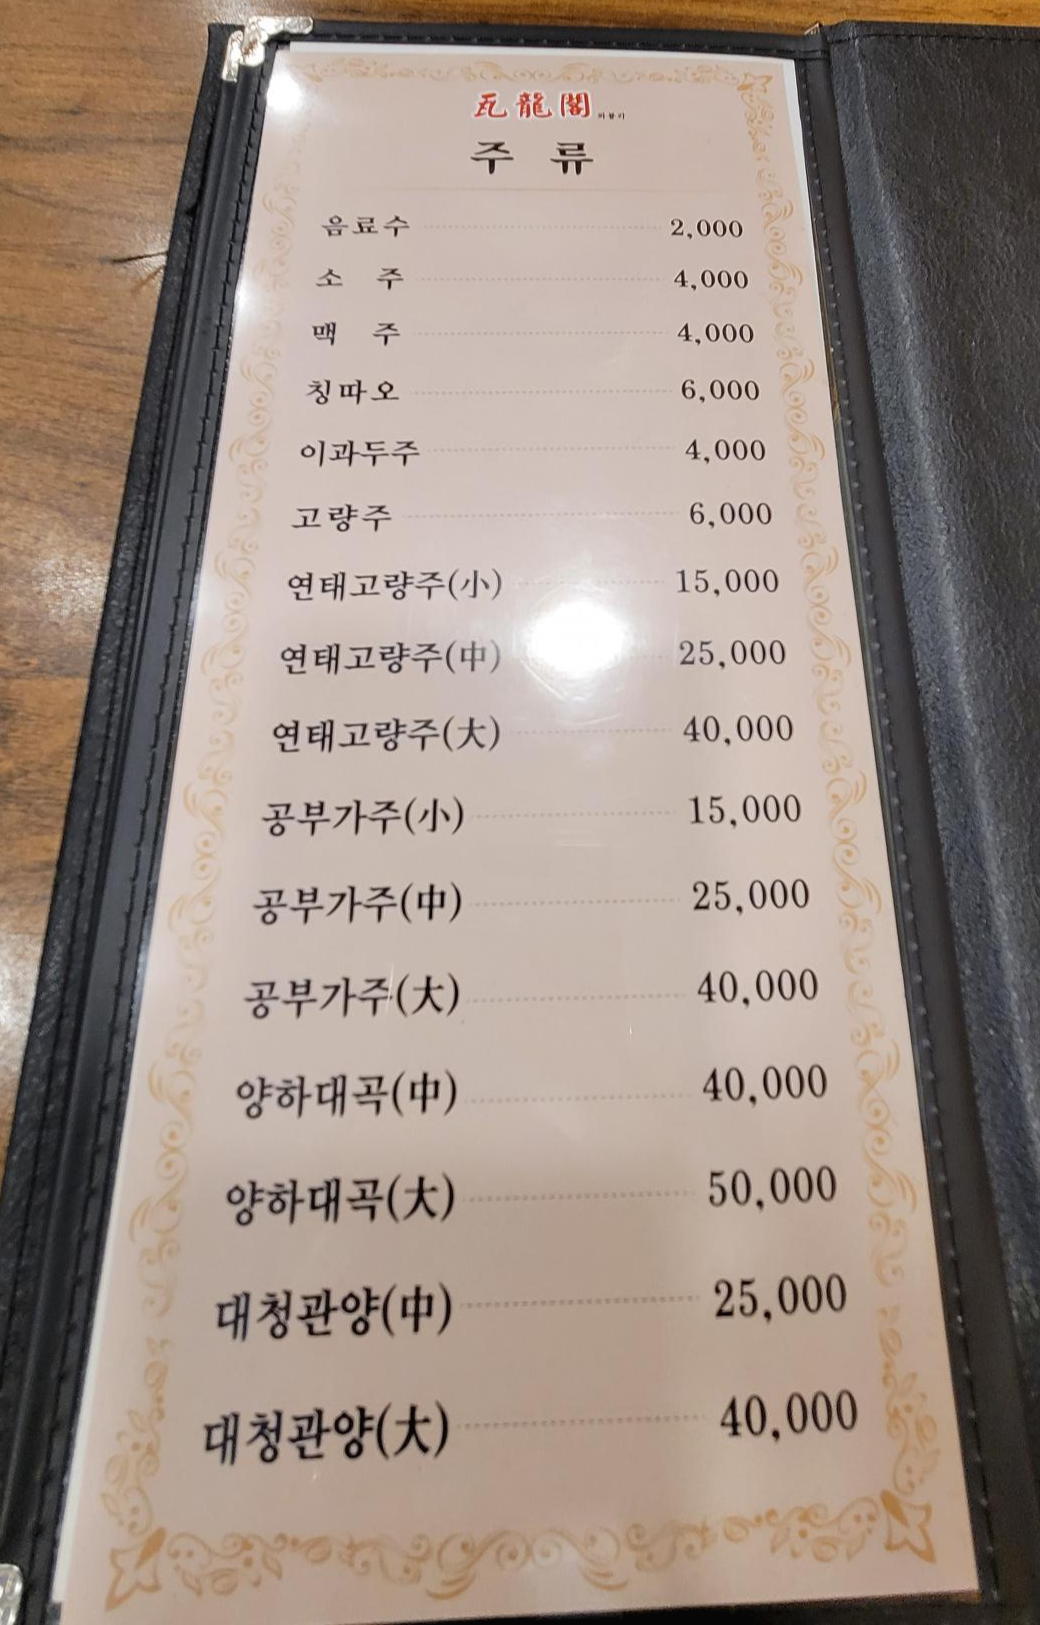 瓦龍閣 와룡각
주 류
음료수 2,000
소 주 4,000
맥 주 4,000
칭따오 6,000
이과두주 4,000
고량주 6,000
연태고량주(小) 15,000
연태고량주(中) 25,000
연태고량주(大) 40,000
공부가주(小) 15,000
공부가주(中) 25,000
공부가주(大) 40,000
양하대곡(中) 40,000
양하대곡(大) 50,000
대청관양(中) 25,000
대청관양(大) 40,000